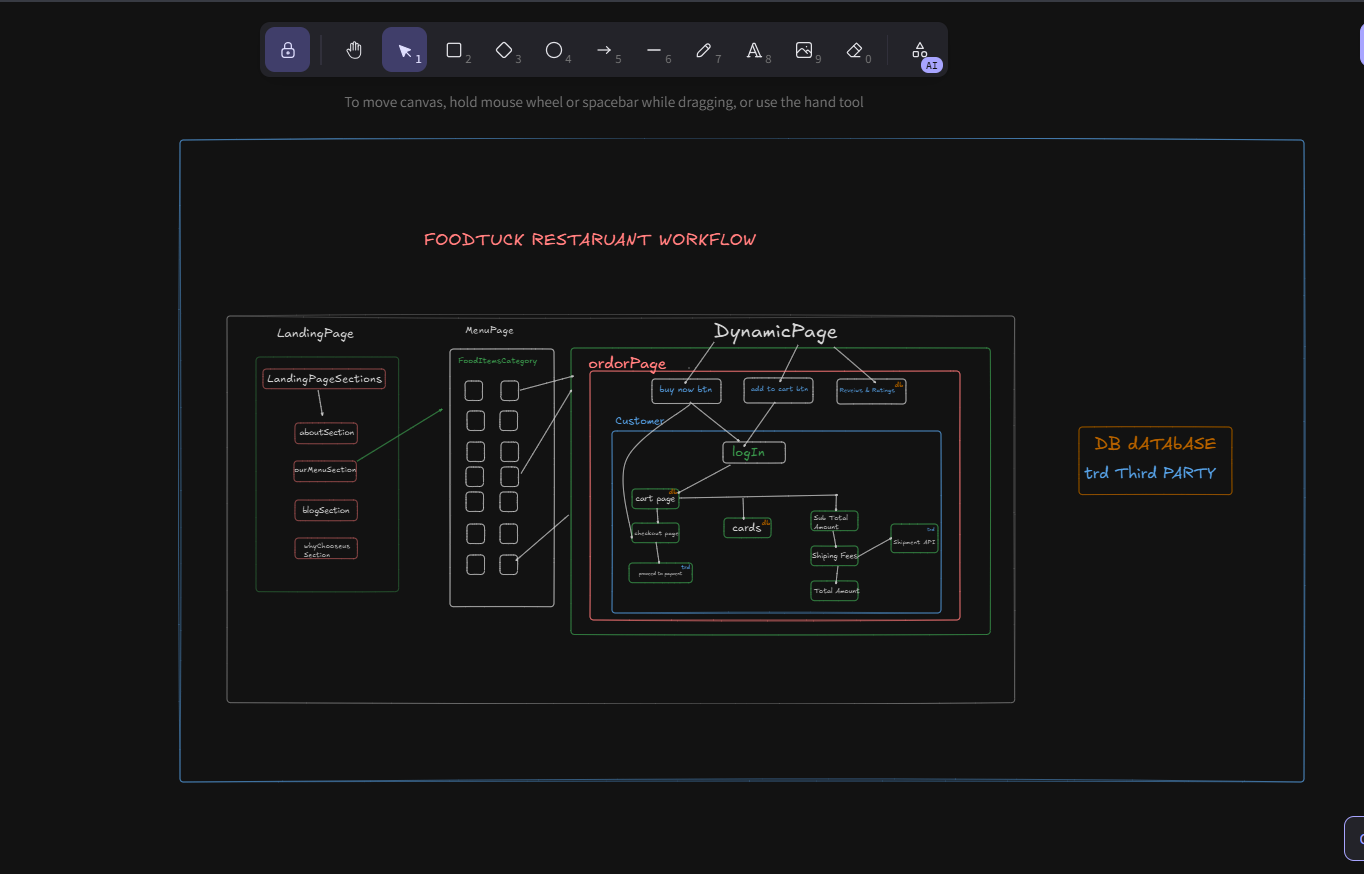 1
2
3
4
5
6
7
8
9
0
AI
To move canvas, hold mouse wheel or spacebar while dragging, or use the hand tool
FOODTUCK RESTARUANT WORKFLOW
LandingPage
LandingPageSections
aboutSection
ourMenuSection
blogSection
whyChooseus
Section
MenuPage
FoodItemsCategory
DynamicPage
ordorPage
buy now btn
add to cart btn
db
Reveiws & Ratings
Customer
logIn
db
cart page
checkout page
trd
proceed to payment
db
cards
Sub Total
Amount
Shiping Fees
Total Amount
trd
Shipment API
DB dATAbASE
trd Third PARTY